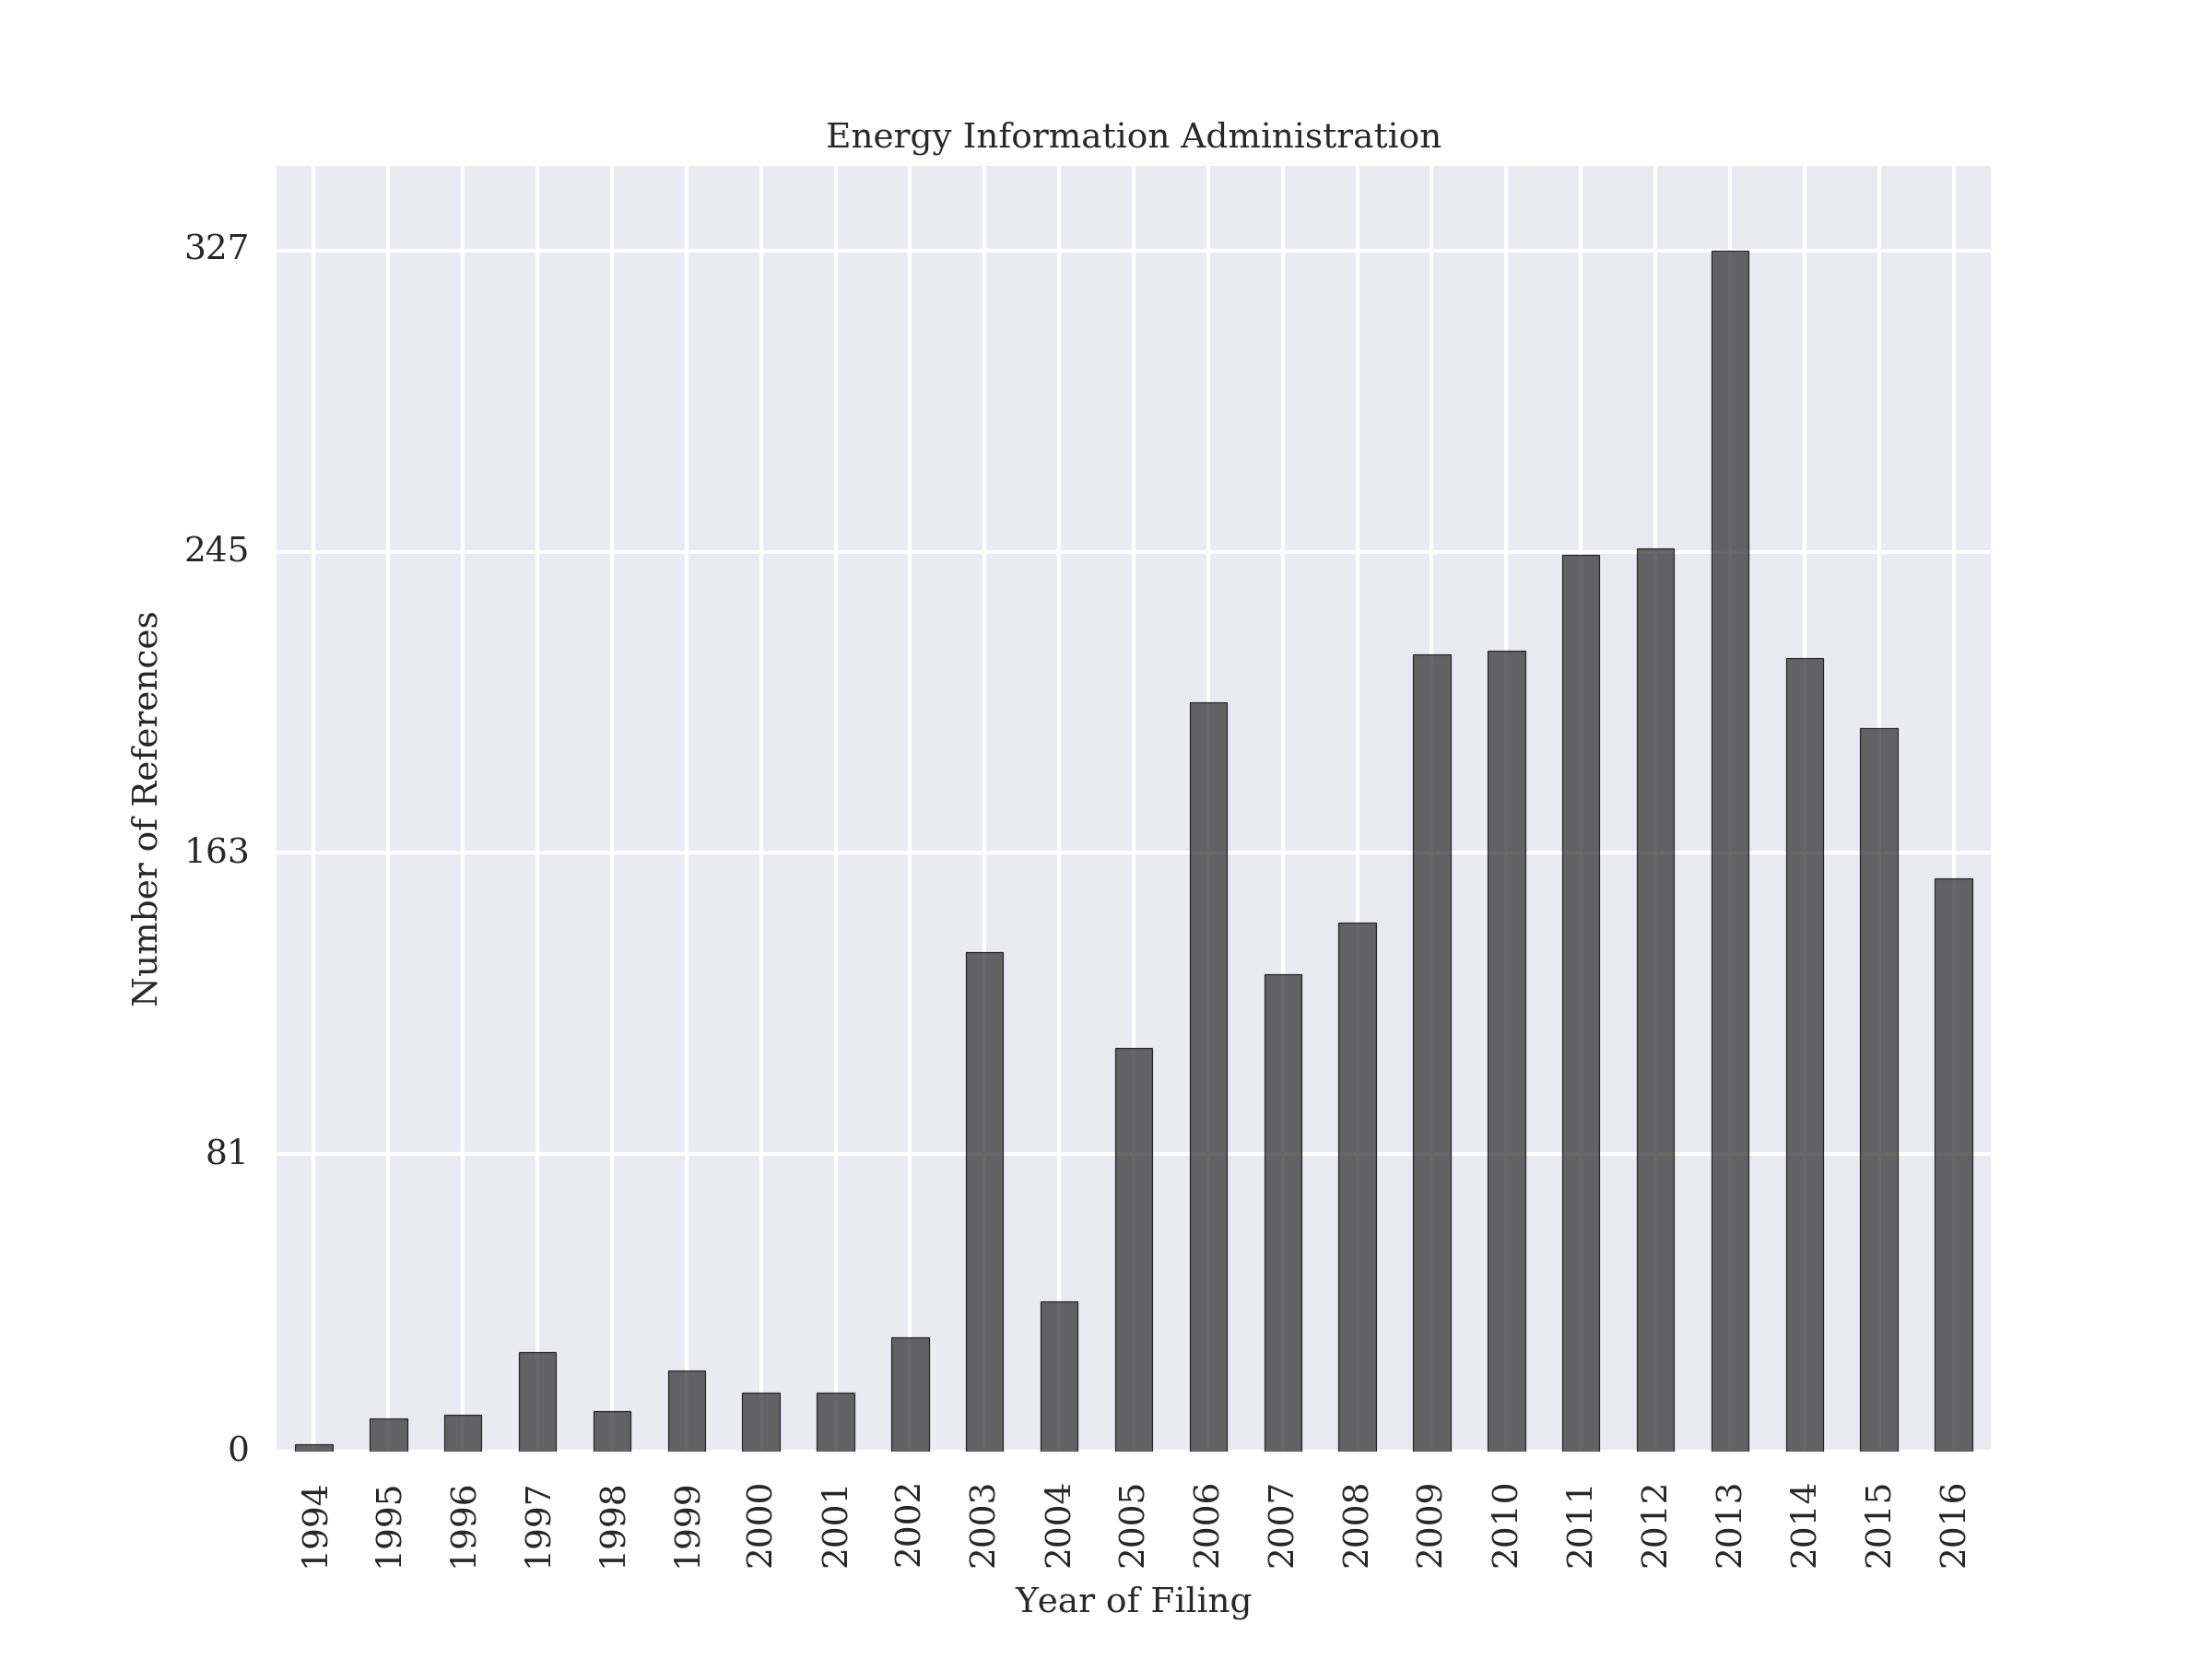 Energy Information Administration
327
245
163
81
0
Number of References
1994 1995 1996 1997 1998 1999 2000 2001 2002 2003 2004 2005 2006 2007 2008 2009 2010 2011 2012 2013 2014 2015 2016
Year of Filing